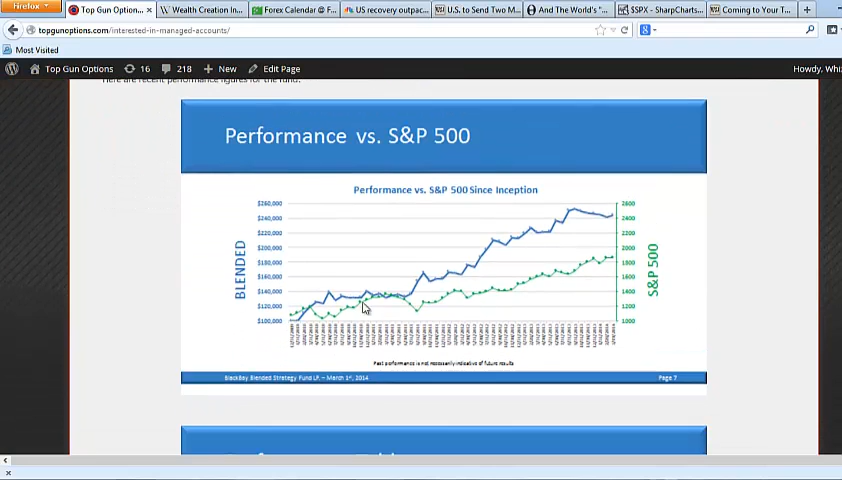 Firefox
Top Gun Option... × Wealth Creation In... Forex Calendar @ F... US recovery outpac... U.S. to Send Two M... And The World's "... $SPX - SharpCharts... Coming to Your T... +
topgunoptions.com/interested-in-managed-accounts/
Most Visited
Top Gun Options 16 218 + New Edit Page Howdy, Whi
Here are recent performance figures for the fund.
Performance vs. S&P 500
Performance vs. S&P 500 Since Inception
$260,000 2600
$240,000 2400
$220,000 2200
$200,000 2000
$180,000 1800
$160,000 1600
$140,000 1400
$120,000 1200
$100,000 1000
BLENDED
S&P 500
Past performance is not necessarily indicative of future results
BlackBay Blended Strategy Fund LP. – March 1st, 2014 Page 7